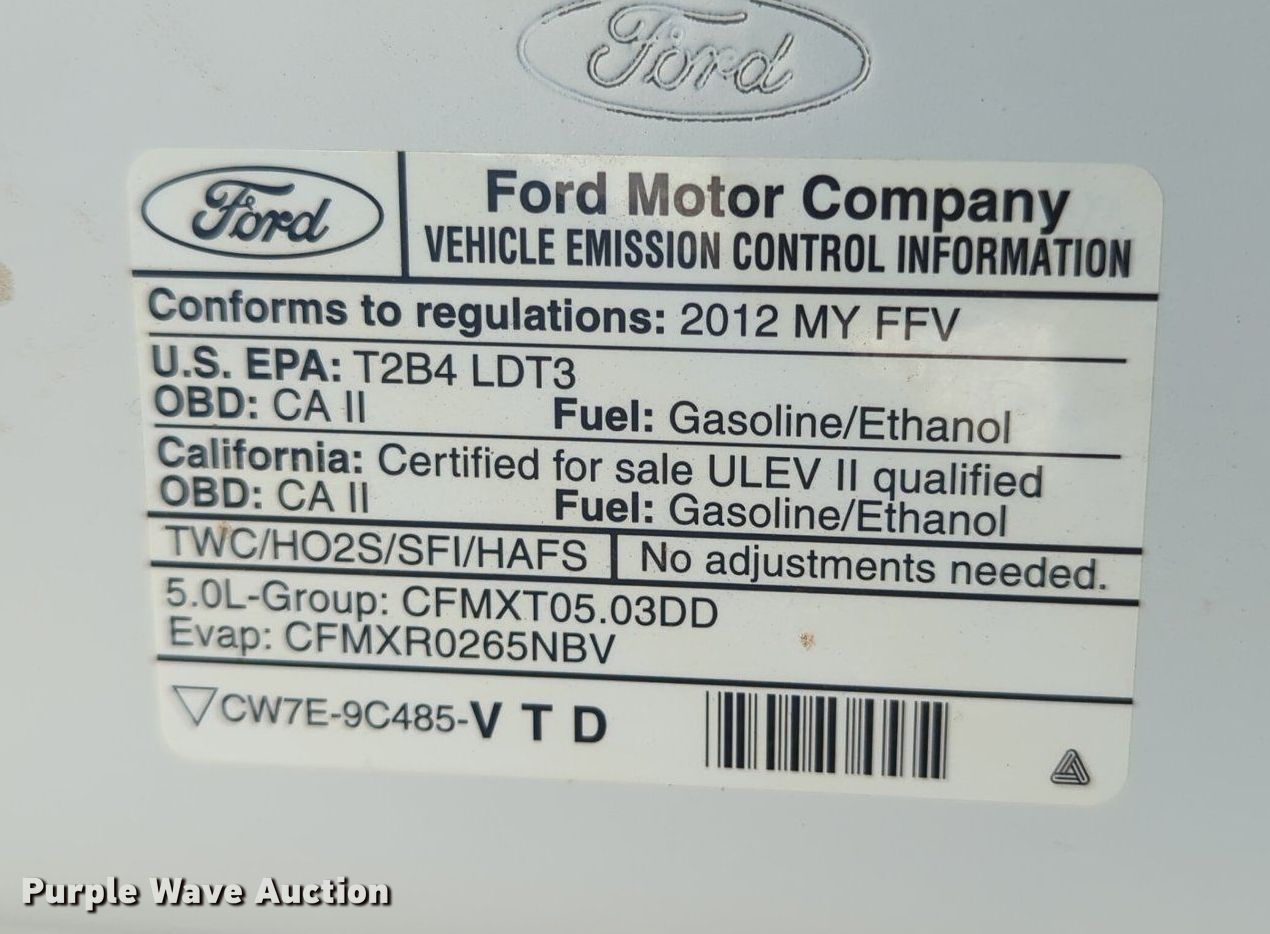 Ford
Ford
Ford Motor Company
VEHICLE EMISSION CONTROL INFORMATION
Conforms to regulations: 2012 MY FFV
U.S. EPA: T2B4 LDT3
OBD: CA II Fuel: Gasoline/Ethanol
California: Certified for sale ULEV II qualified
OBD: CA II Fuel: Gasoline/Ethanol
TWC/HO2S/SFI/HAFS No adjustments needed.
5.0L-Group: CFMXT05.03DD
Evap: CFMXR0265NBV
CW7E-9C485-V T D
Purple Wave Auction